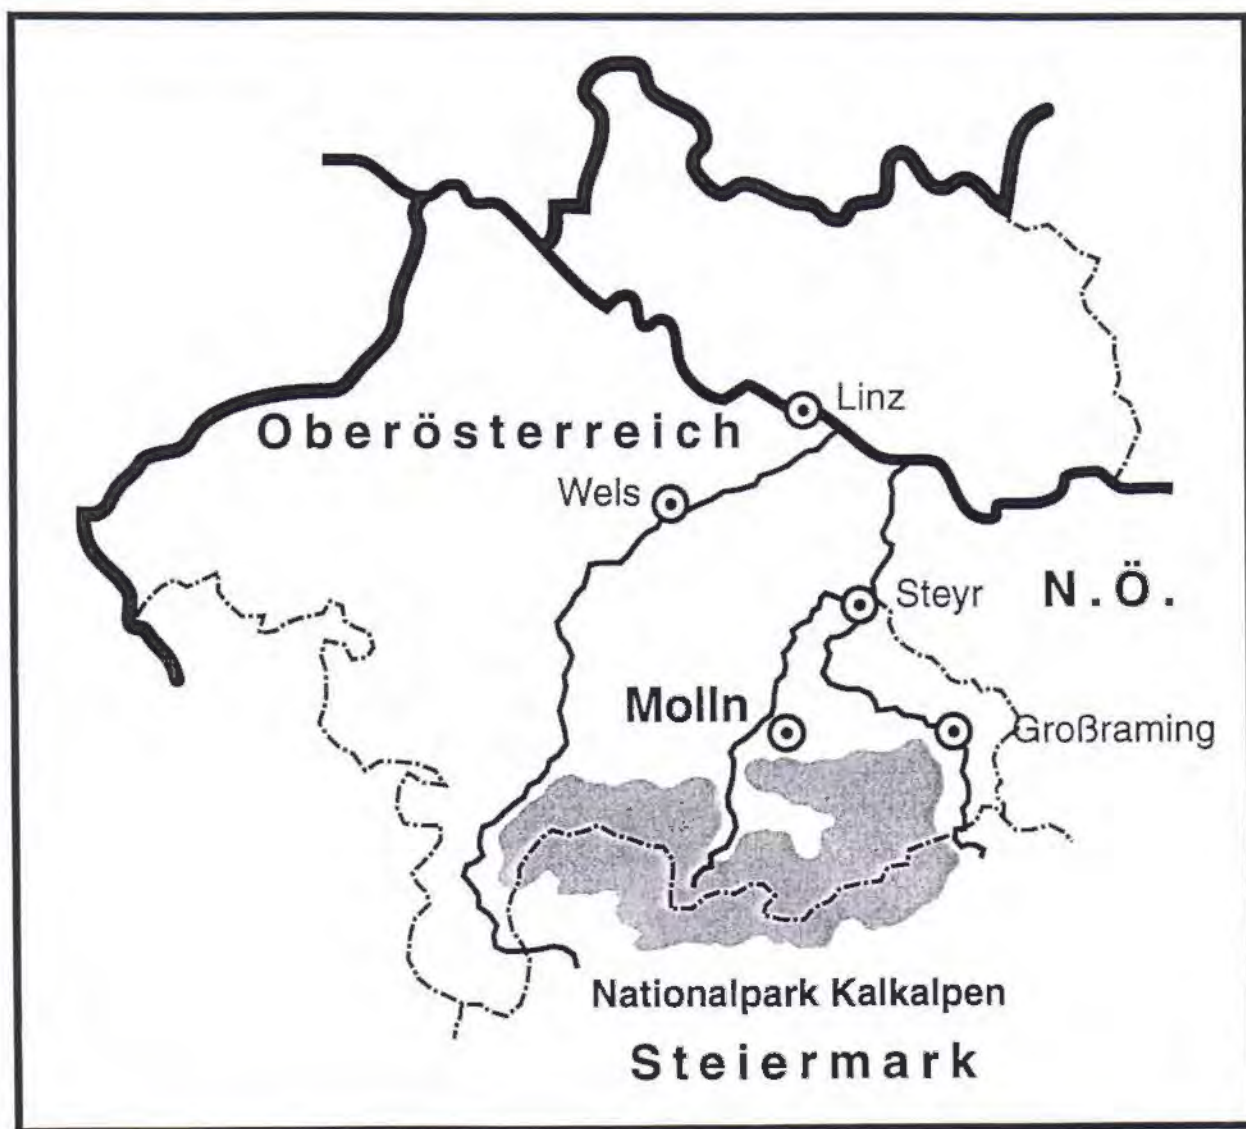 Linz
Oberösterreich
Wels
Steyr
N.Ö.
Molln
Großraming
Nationalpark Kalkalpen
Steiermark